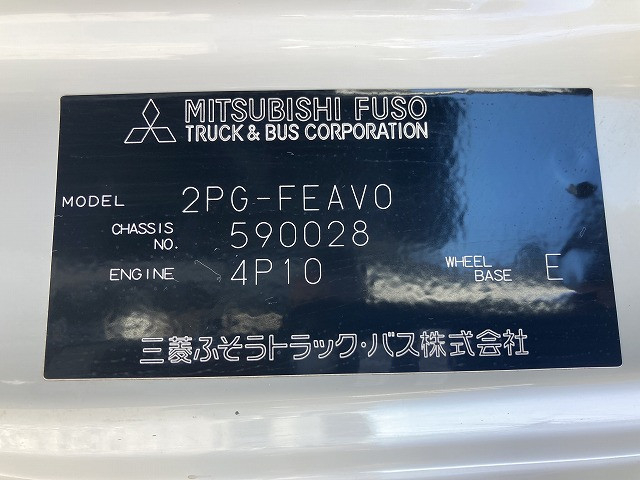 MITSUBISHI FUSO
TRUCK & BUS CORPORATION
MODEL 2PG-FEAV0
CHASSIS NO. 590028
ENGINE 4P10 WHEEL BASE E
三菱ふそうトラック・バス株式会社